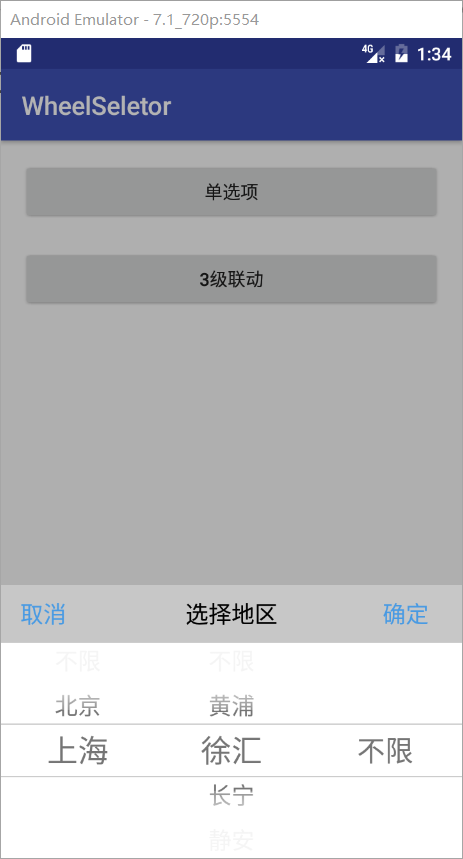 Android Emulator - 7.1_720p:5554
4G 1:34
WheelSeletor
单选项
3级联动
取消 选择地区 确定
不限 不限
北京 黄浦
上海 徐汇 不限
长宁
静安